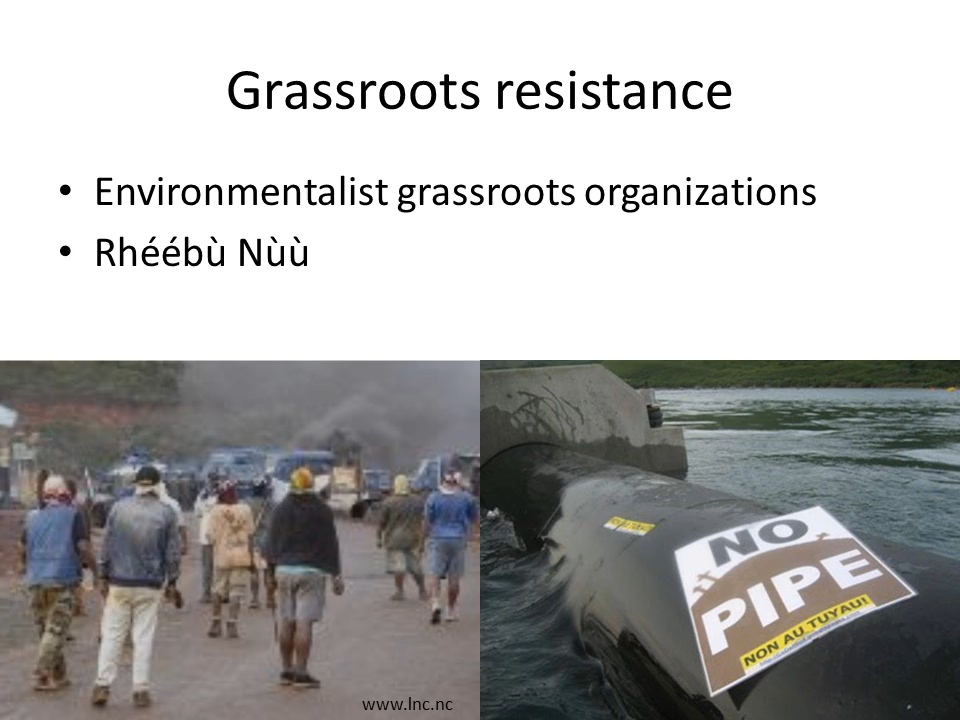 Grassroots resistance
• Environmentalist grassroots organizations
• Rhéébù Nùù
www.lnc.nc
NO
PIPE
NON AU TUYAU!